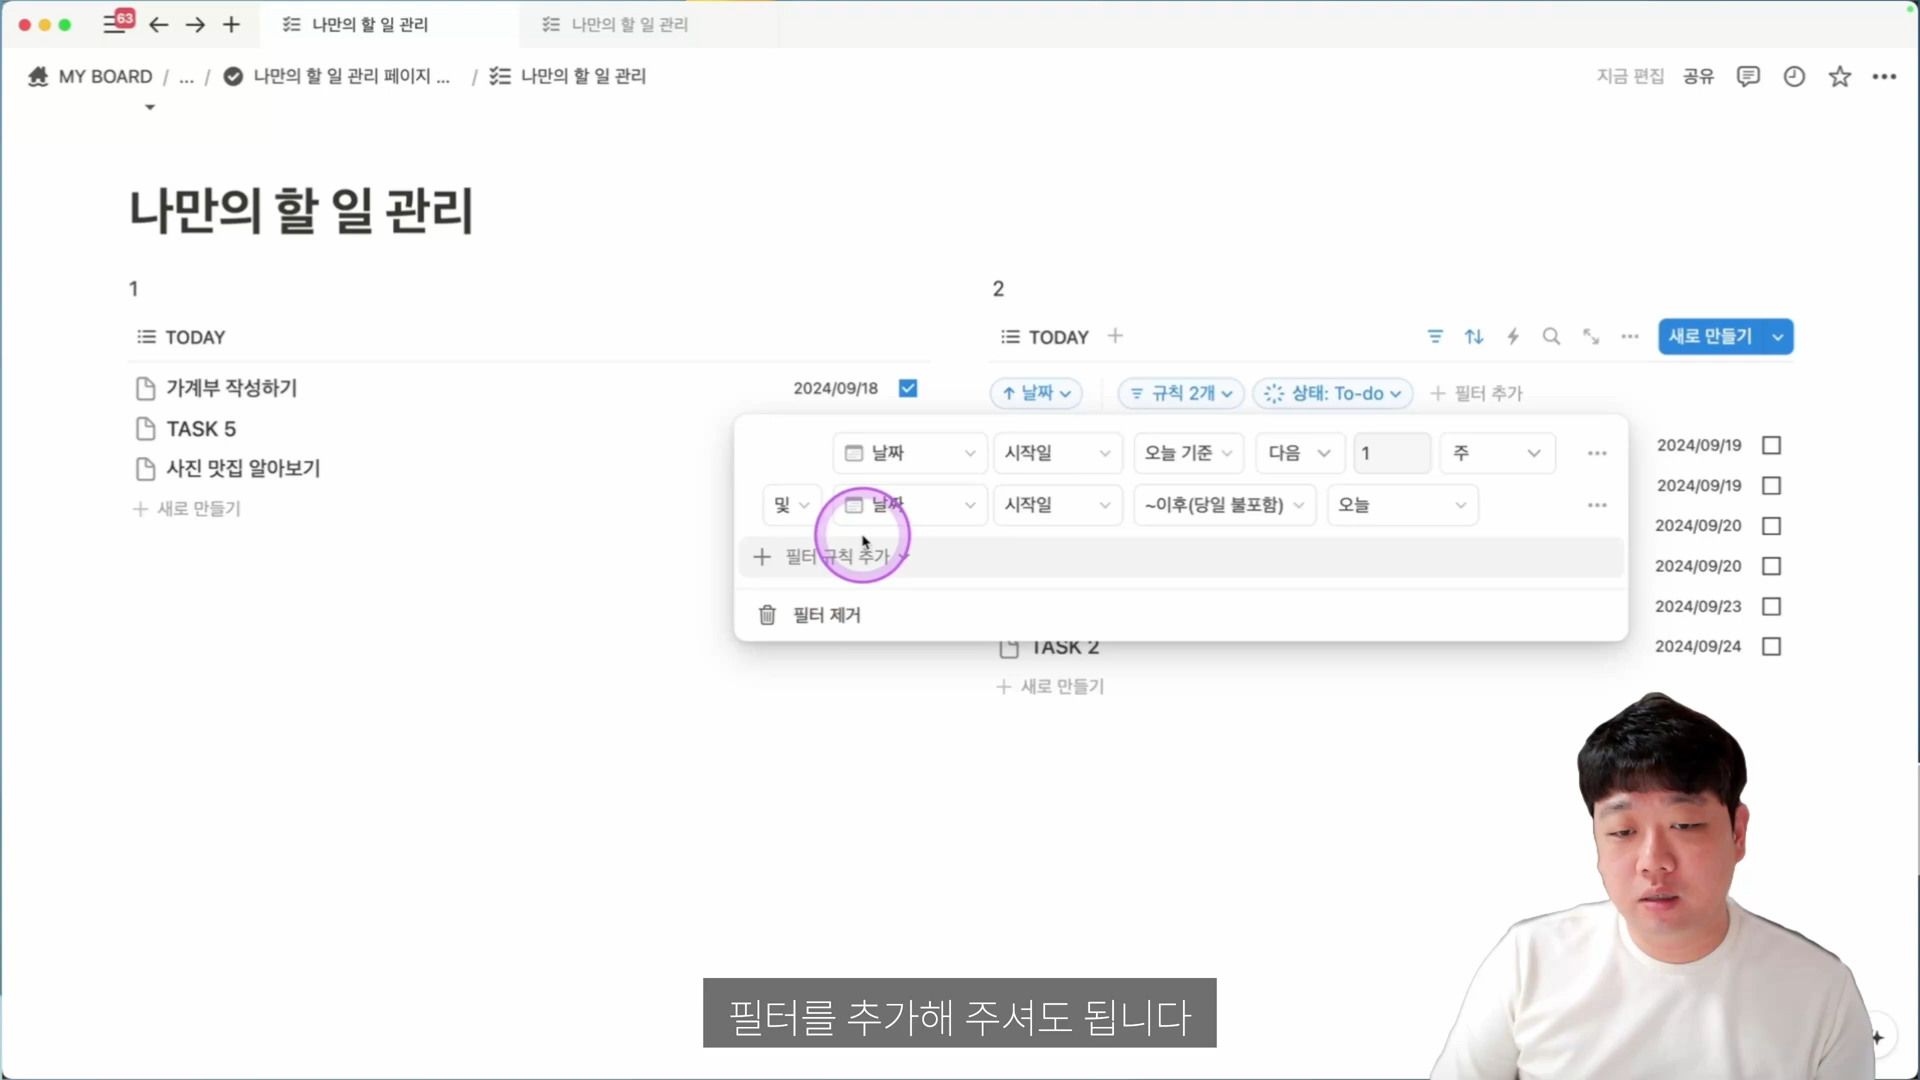 63
나만의 할 일 관리
나만의 할 일 관리
MY BOARD / ... / 나만의 할 일 관리 페이지 ... / 나만의 할 일 관리
지금 편집 공유
나만의 할 일 관리
1
TODAY
가계부 작성하기 2024/09/18
TASK 5
사진 맛집 알아보기
+ 새로 만들기
2
TODAY +
새로 만들기
날짜 규칙 2개 상태: To-do + 필터 추가
날짜 시작일 오늘 기준 다음 1 주
및 날짜 시작일 ~이후(당일 불포함) 오늘
+ 필터 규칙 추가
필터 제거
2024/09/19
2024/09/19
2024/09/20
2024/09/20
2024/09/23
TASK 2 2024/09/24
+ 새로 만들기
필터를 추가해 주셔도 됩니다